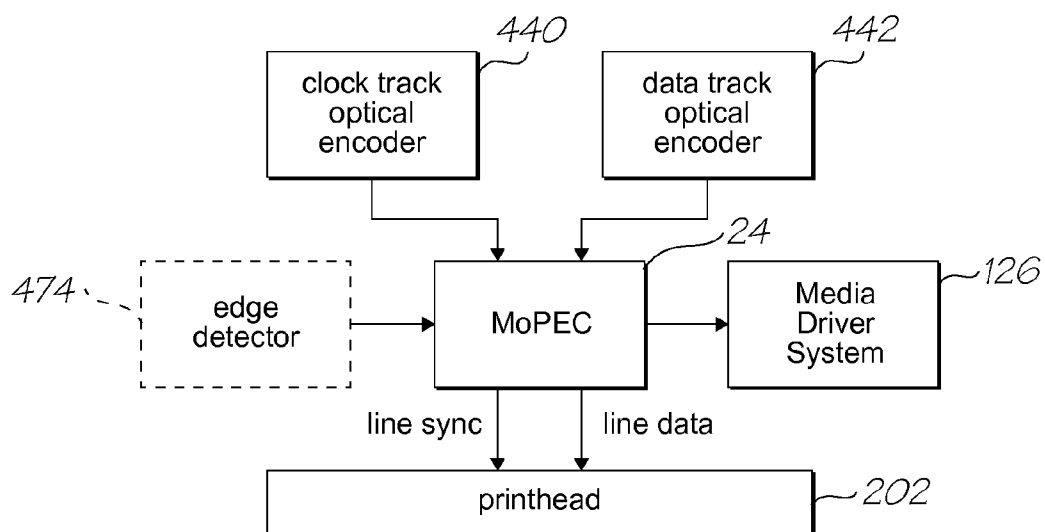 440
442
clock track
optical
encoder
data track
optical
encoder
24
474
126
edge
detector
MoPEC
Media
Driver
System
line sync
line data
printhead
202